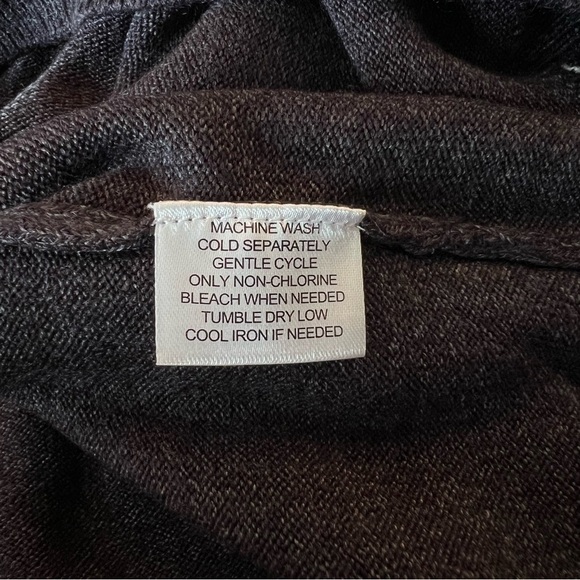 MACHINE WASH
COLD SEPARATELY
GENTLE CYCLE
ONLY NON-CHLORINE
BLEACH WHEN NEEDED
TUMBLE DRY LOW
COOL IRON IF NEEDED